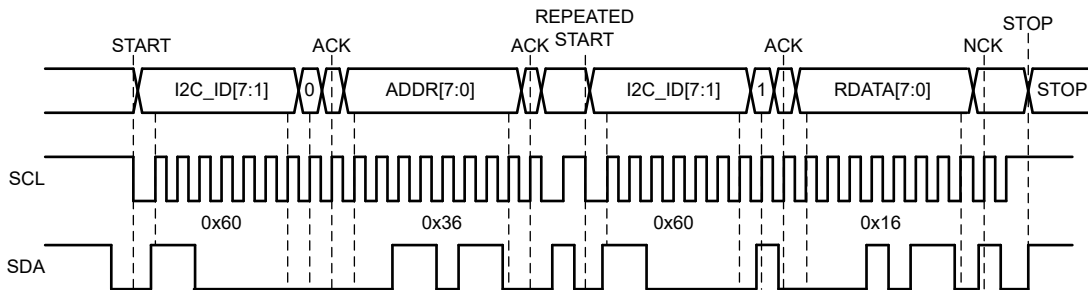 REPEATED
START
STOP
START
ACK
ACK
ACK
NCK
I2C_ID[7:1]
0
ADDR[7:0]
I2C_ID[7:1]
1
RDATA[7:0]
STOP
SCL
0x60
0x36
0x60
0x16
SDA